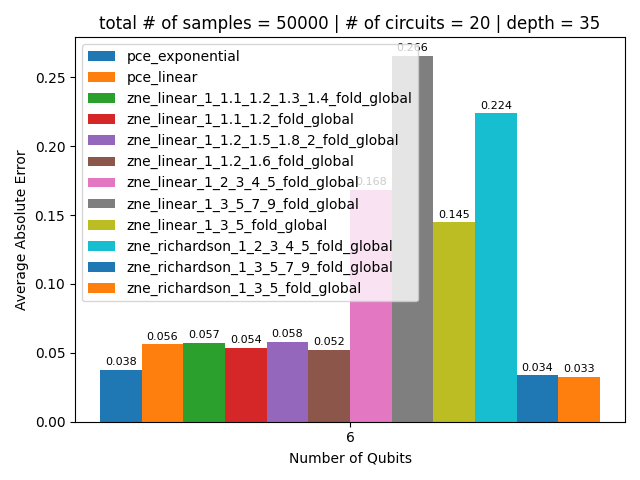 total # of samples = 50000 | # of circuits = 20 | depth = 35
pce_exponential
pce_linear
zne_linear_1_1.1_1.2_1.3_1.4_fold_global
zne_linear_1_1.1_1.2_fold_global
zne_linear_1_1.2_1.5_1.8_2_fold_global
zne_linear_1_1.2_1.6_fold_global
zne_linear_1_2_3_4_5_fold_global
zne_linear_1_3_5_7_9_fold_global
zne_linear_1_3_5_fold_global
zne_richardson_1_2_3_4_5_fold_global
zne_richardson_1_3_5_7_9_fold_global
zne_richardson_1_3_5_fold_global
0.038
0.056
0.057
0.054
0.058
0.052
0.168
0.266
0.145
0.224
0.034
0.033
Average Absolute Error
0.25
0.20
0.15
0.10
0.05
0.00
6
Number of Qubits